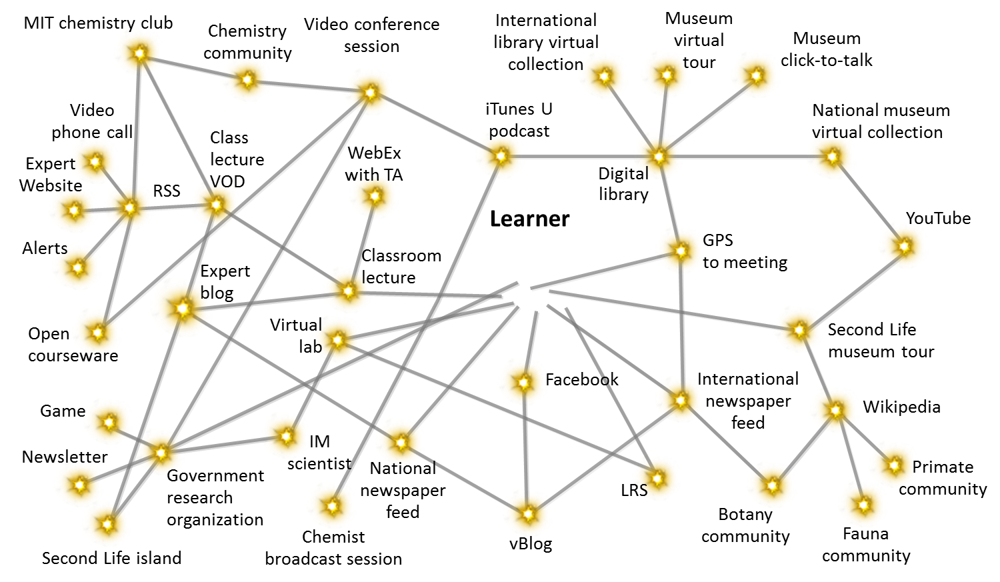 MIT chemistry club
Chemistry
community
Video conference
session
International
library virtual
collection
Museum
virtual
tour
Museum
click-to-talk
Video
phone call
iTunes U
podcast
National museum
virtual collection
Expert
Website
RSS
Class
lecture
VOD
WebEx
with TA
Digital
library
Learner
YouTube
Alerts
Expert
blog
Classroom
lecture
GPS
to meeting
Open
courseware
Virtual
lab
Second Life
museum tour
Facebook
International
newspaper
feed
Game
Wikipedia
Newsletter
IM
scientist
Government
research
organization
National
newspaper
feed
LRS
Primate
community
Second Life island
Chemist
broadcast session
vBlog
Botany
community
Fauna
community